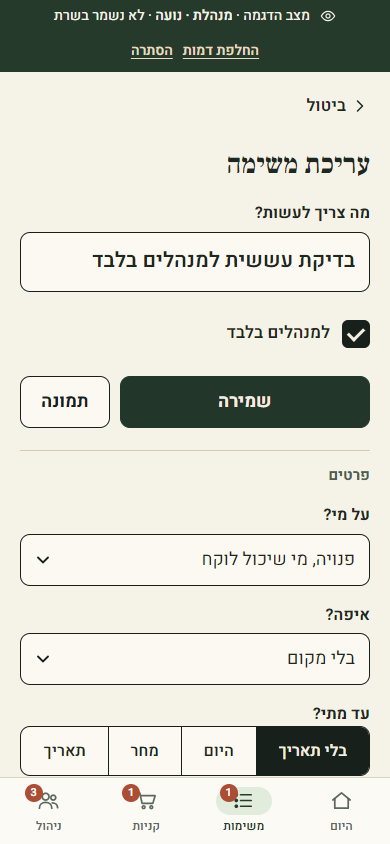 מצב הדגמה · מנהלת · נועה · לא נשמר בשרת
החלפת דמות הסתרה
ביטול
עריכת משימה
מה צריך לעשות?
בדיקת עששית למנהלים בלבד
למנהלים בלבד
שמירה תמונה
פרטים
על מי?
פנויה, מי שיכול לוקח
איפה?
בלי מקום
עד מתי?
בלי תאריך היום מחר תאריך
1 1 3
היום משימות קניות ניהול